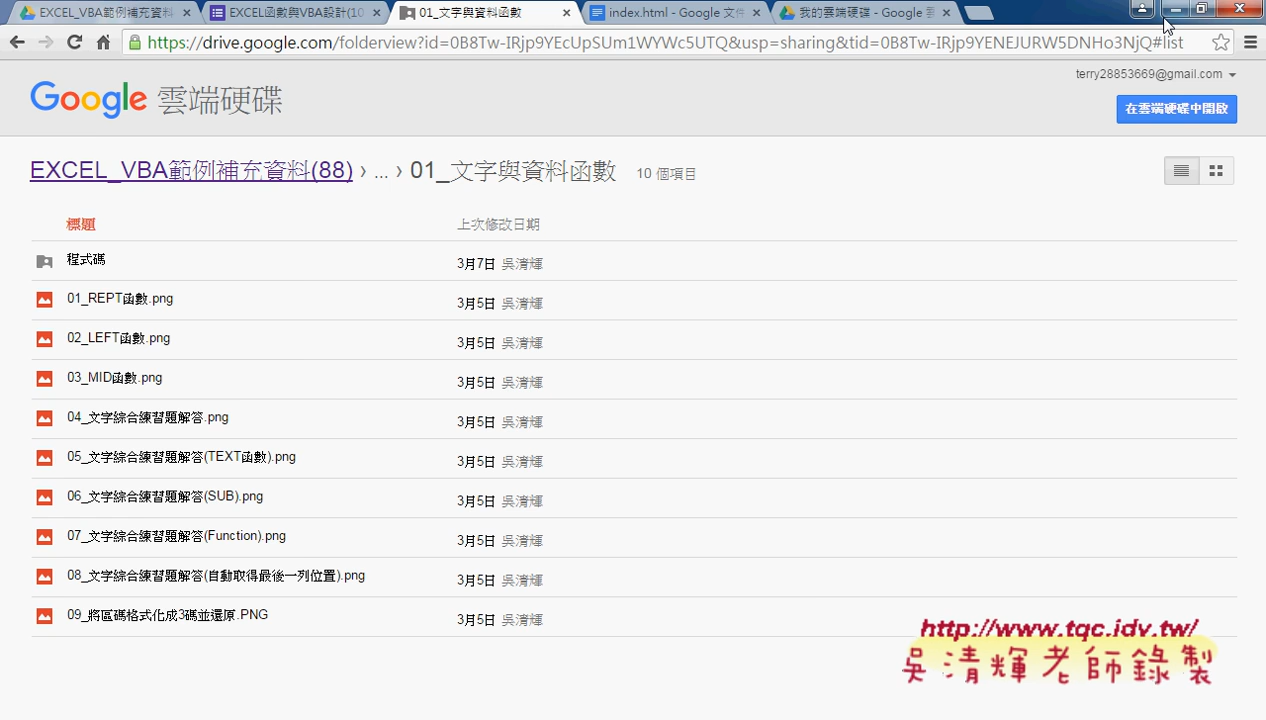 EXCEL_VBA範例補充資料
EXCEL函數與VBA設計(10
01_文字與資料函數
index.html - Google 文件
我的雲端硬碟 - Google 雲
https://drive.google.com/folderview?id=0B8Tw-IRjp9YEcUpSUm1WYWc5UTQ&usp=sharing&tid=0B8Tw-IRjp9YENEJURW5DNHo3NjQ#list
terry28853669@gmail.com
Google 雲端硬碟
在雲端硬碟中開啟
EXCEL_VBA範例補充資料(88) › ... › 01_文字與資料函數 10 個項目
標題 上次修改日期
程式碼 3月7日 吳清輝
01_REPT函數.png 3月5日 吳清輝
02_LEFT函數.png 3月5日 吳清輝
03_MID函數.png 3月5日 吳清輝
04_文字綜合練習題解答.png 3月5日 吳清輝
05_文字綜合練習題解答(TEXT函數).png 3月5日 吳清輝
06_文字綜合練習題解答(SUB).png 3月5日 吳清輝
07_文字綜合練習題解答(Function).png 3月5日 吳清輝
08_文字綜合練習題解答(自動取得最後一列位置).png 3月5日 吳清輝
09_將區碼格式化成3碼並還原.PNG 3月5日 吳清輝
http://www.tqc.idv.tw/
吳清輝老師錄製